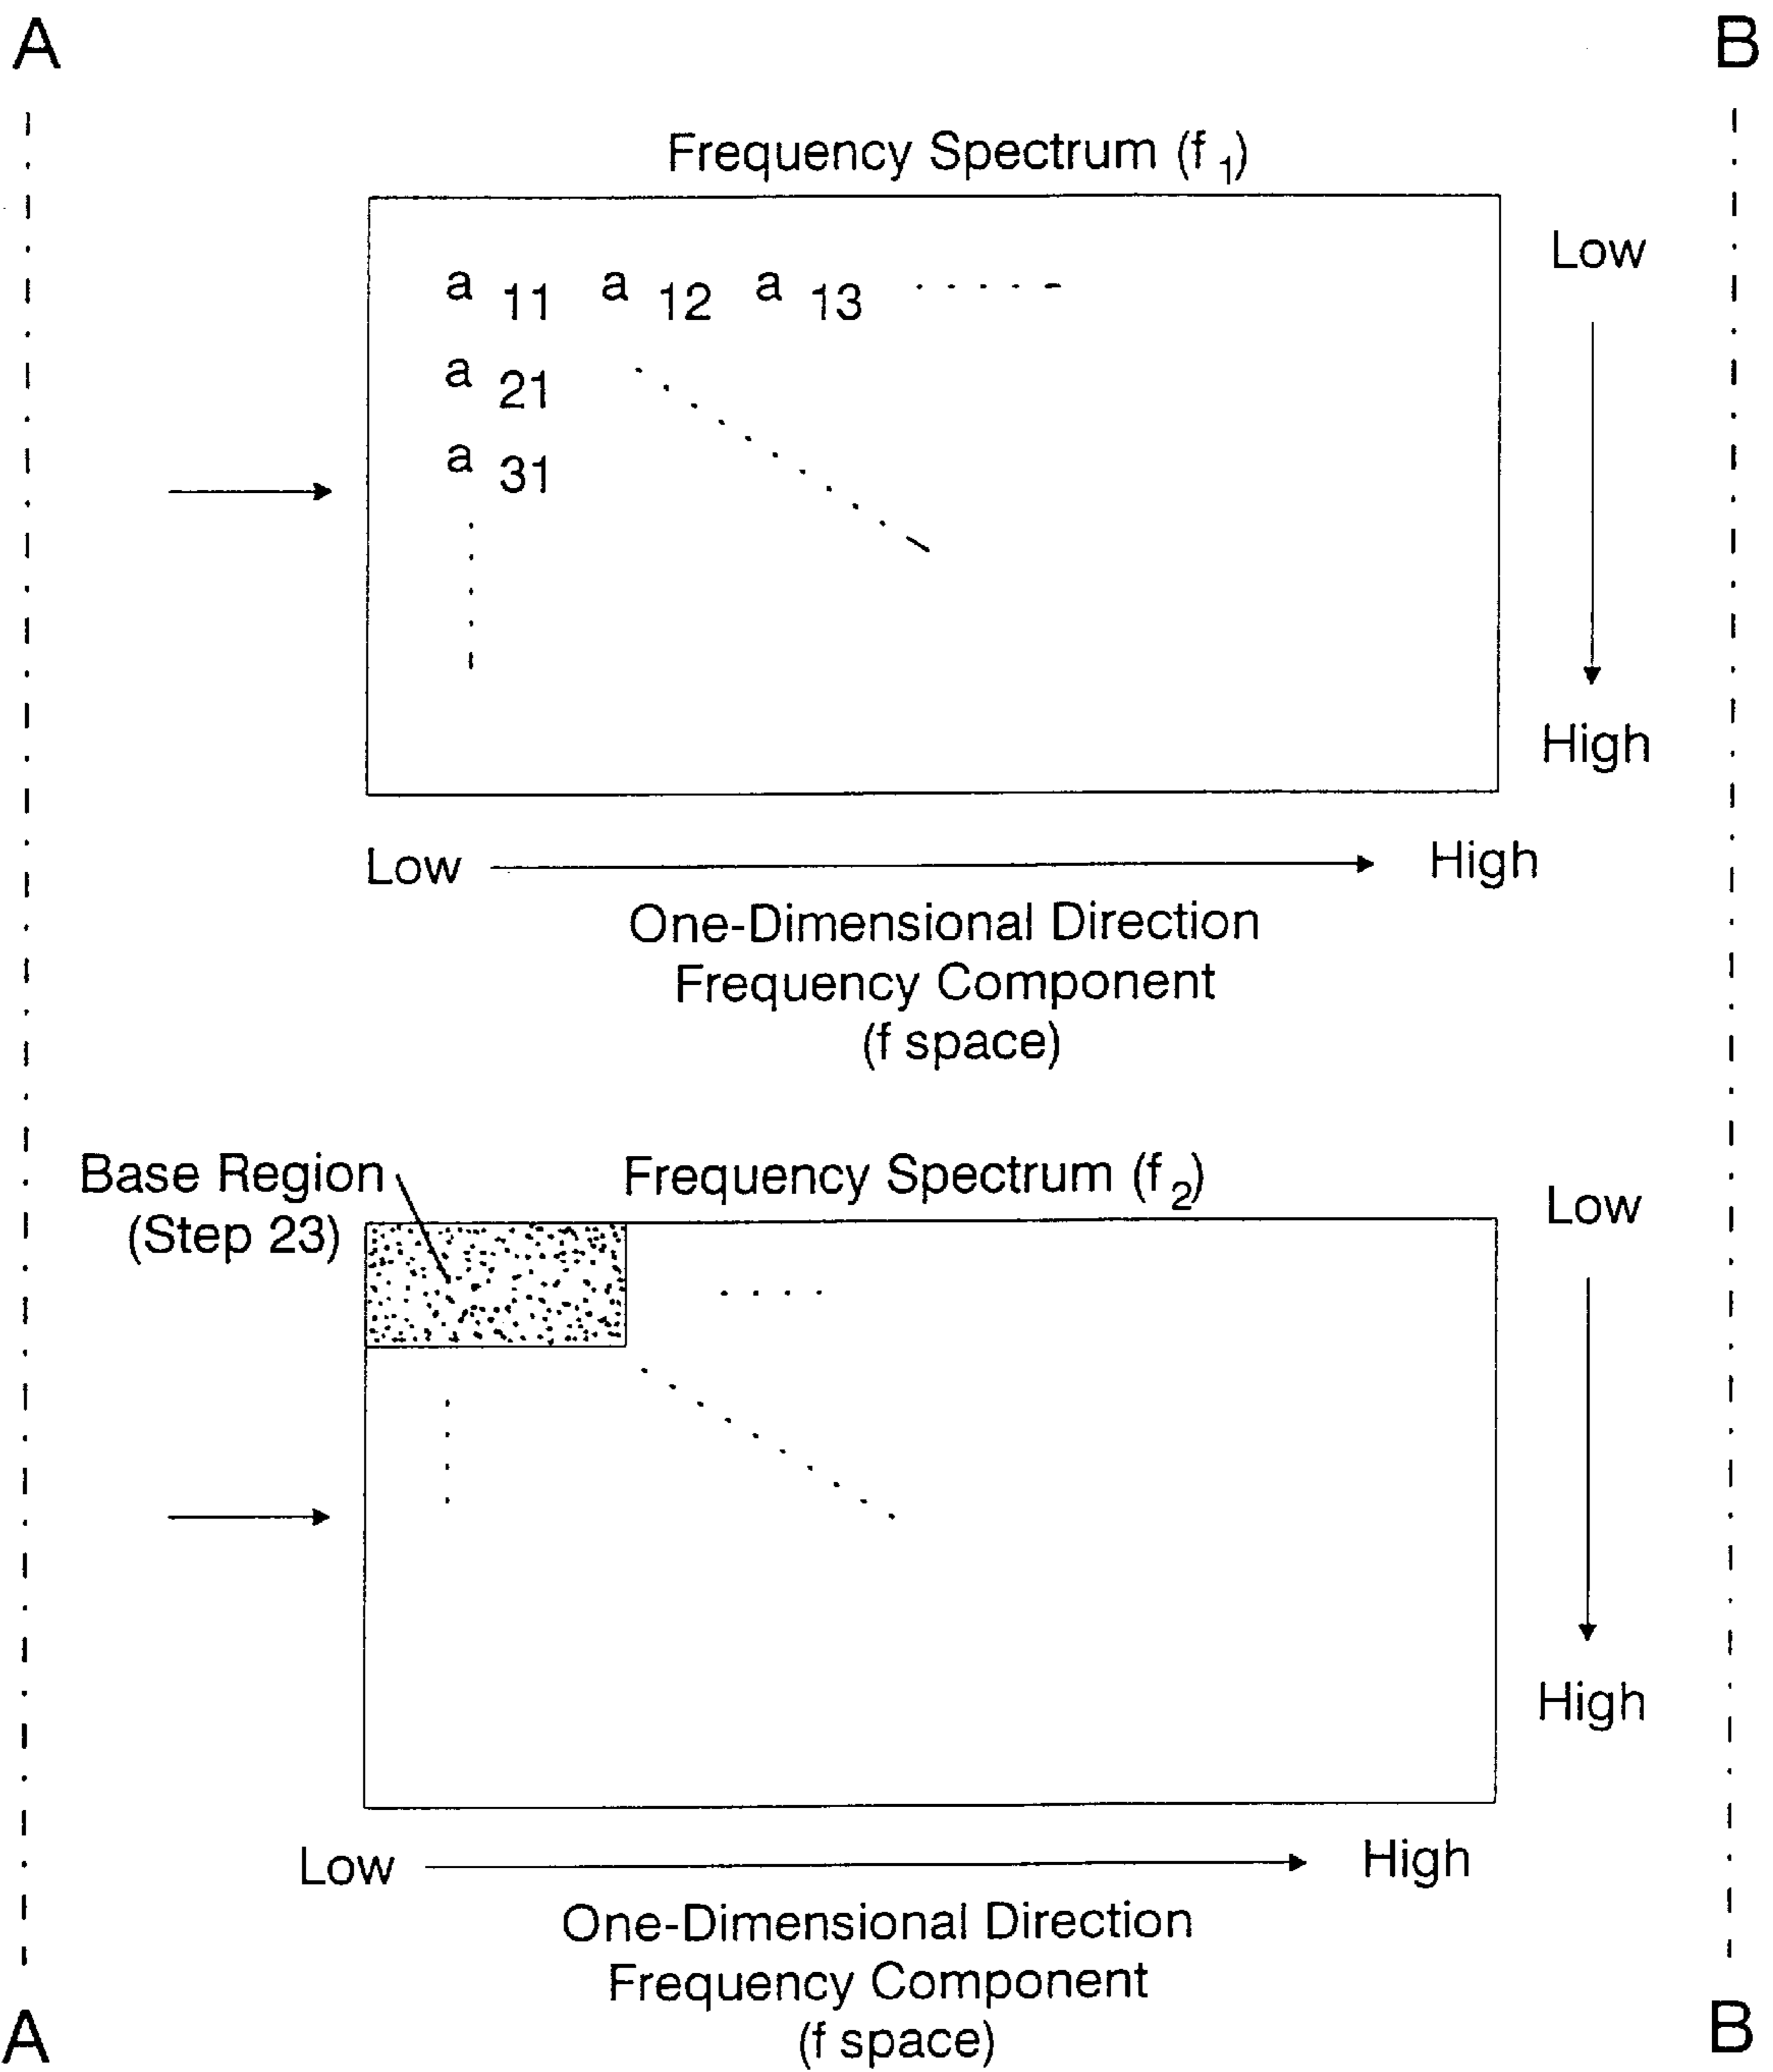 A B
Frequency Spectrum (f 1)
Low
a 11 a 12 a 13
a 21
a 31
High
Low High
One-Dimensional Direction
Frequency Component
(f space)
Base Region
(Step 23)
Frequency Spectrum (f 2)
Low
High
Low High
One-Dimensional Direction
Frequency Component
(f space)
A B